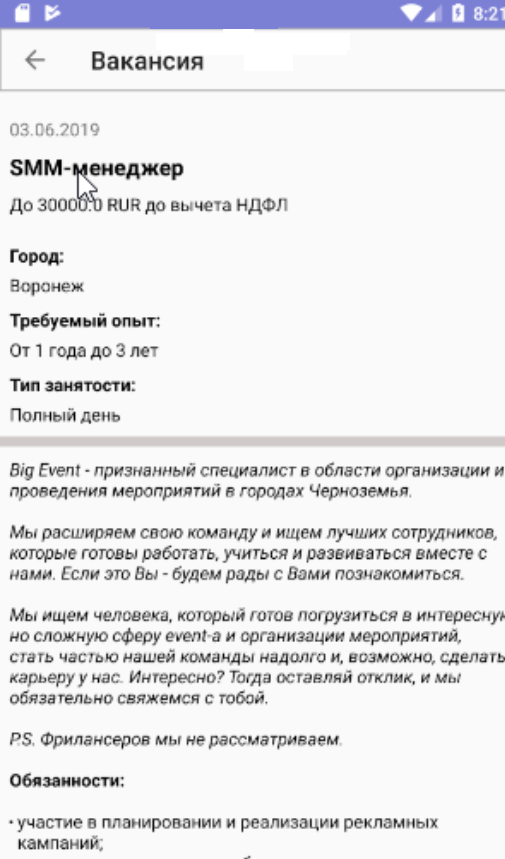 8:21
Вакансия
03.06.2019
SMM-менеджер
До 30000.0 RUR до вычета НДФЛ
Город:
Воронеж
Требуемый опыт:
От 1 года до 3 лет
Тип занятости:
Полный день
Big Event - признанный специалист в области организации и
проведения мероприятий в городах Черноземья.
Мы расширяем свою команду и ищем лучших сотрудников,
которые готовы работать, учиться и развиваться вместе с
нами. Если это Вы - будем рады с Вами познакомиться.
Мы ищем человека, который готов погрузиться в интересную
но сложную сферу event-а и организации мероприятий,
стать частью нашей команды надолго и, возможно, сделать
карьеру у нас. Интересно? Тогда оставляй отклик, и мы
обязательно свяжемся с тобой.
P.S. Фрилансеров мы не рассматриваем.
Обязанности:
• участие в планировании и реализации рекламных
кампаний;